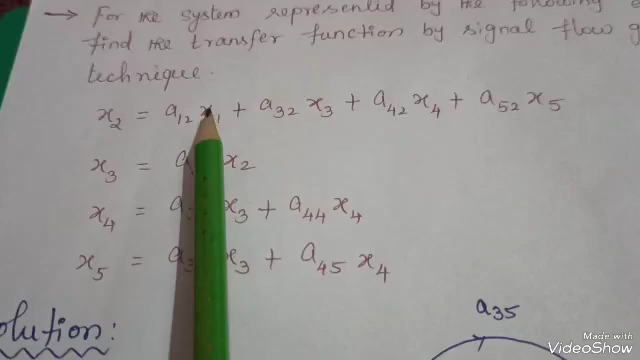 → For the system represented by the following
find the transfer function by signal flow
technique.
x₂ = a₁₂ x₁ + a₃₂ x₃ + a₄₂ x₄ + a₅₂ x₅
x₃ = a x₂
x₄ = a x₃ + a₄₄ x₄
x₅ = a₃ x₃ + a₄₅ x₄
olution:
a₃₅
Made with
VideoShow